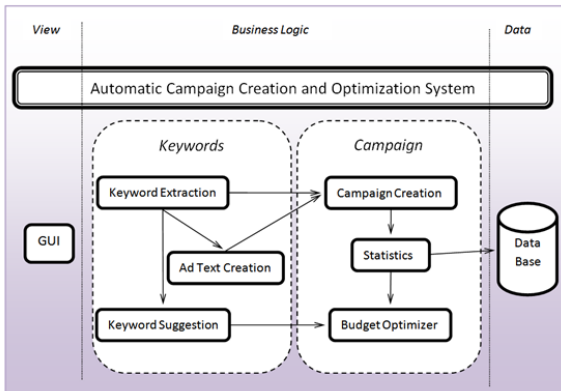 View Business Logic Data
Automatic Campaign Creation and Optimization System
Keywords Campaign
Keyword Extraction Campaign Creation
GUI
Ad Text Creation
Statistics
Data
Base
Keyword Suggestion Budget Optimizer